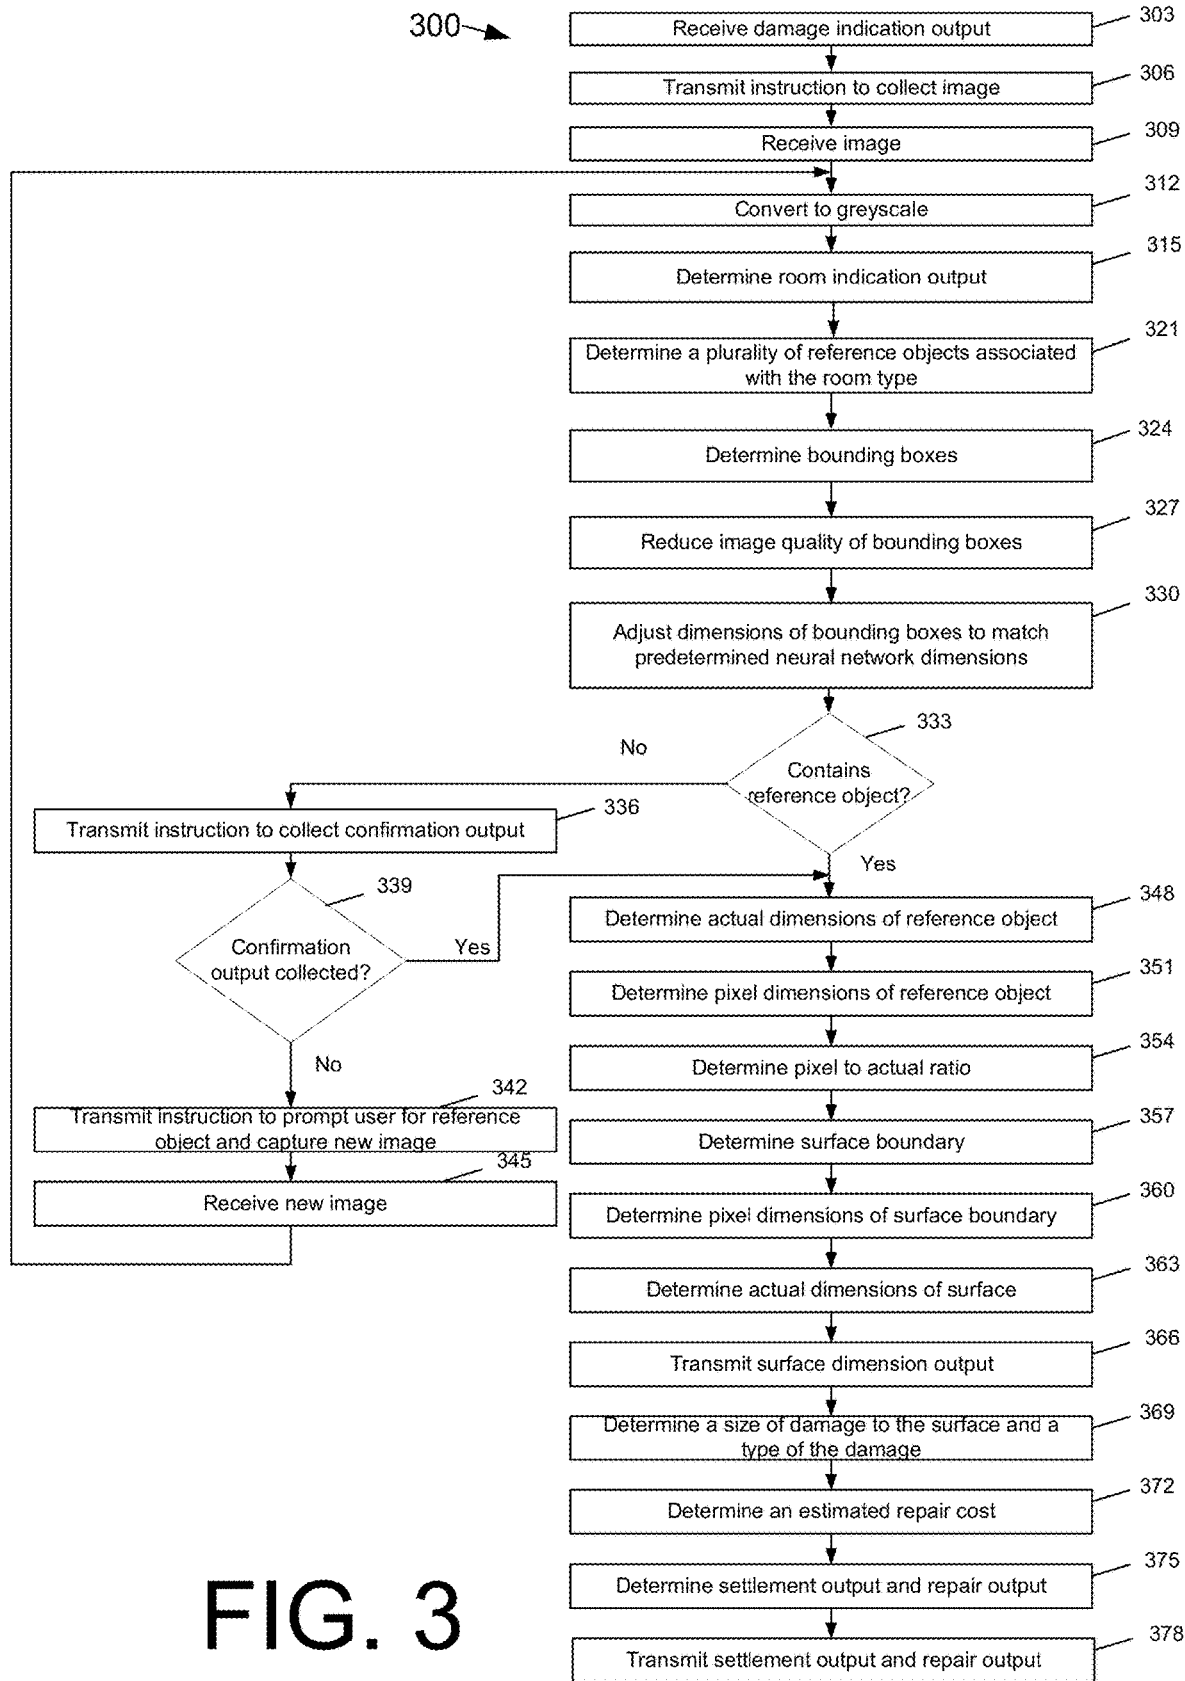 300
Receive damage indication output
303
Transmit instruction to collect image
306
Receive image
309
Convert to greyscale
312
Determine room indication output
315
Determine a plurality of reference objects associated
with the room type
321
Determine bounding boxes
324
Reduce image quality of bounding boxes
327
Adjust dimensions of bounding boxes to match
predetermined neural network dimensions
330
Contains
reference object?
333
No
Yes
Transmit instruction to collect confirmation output
336
Confirmation
output collected?
339
Yes
No
Transmit instruction to prompt user for reference
object and capture new image
342
Receive new image
345
Determine actual dimensions of reference object
348
Determine pixel dimensions of reference object
351
Determine pixel to actual ratio
354
Determine surface boundary
357
Determine pixel dimensions of surface boundary
360
Determine actual dimensions of surface
363
Transmit surface dimension output
366
Determine a size of damage to the surface and a
type of the damage
369
Determine an estimated repair cost
372
Determine settlement output and repair output
375
Transmit settlement output and repair output
378
FIG. 3